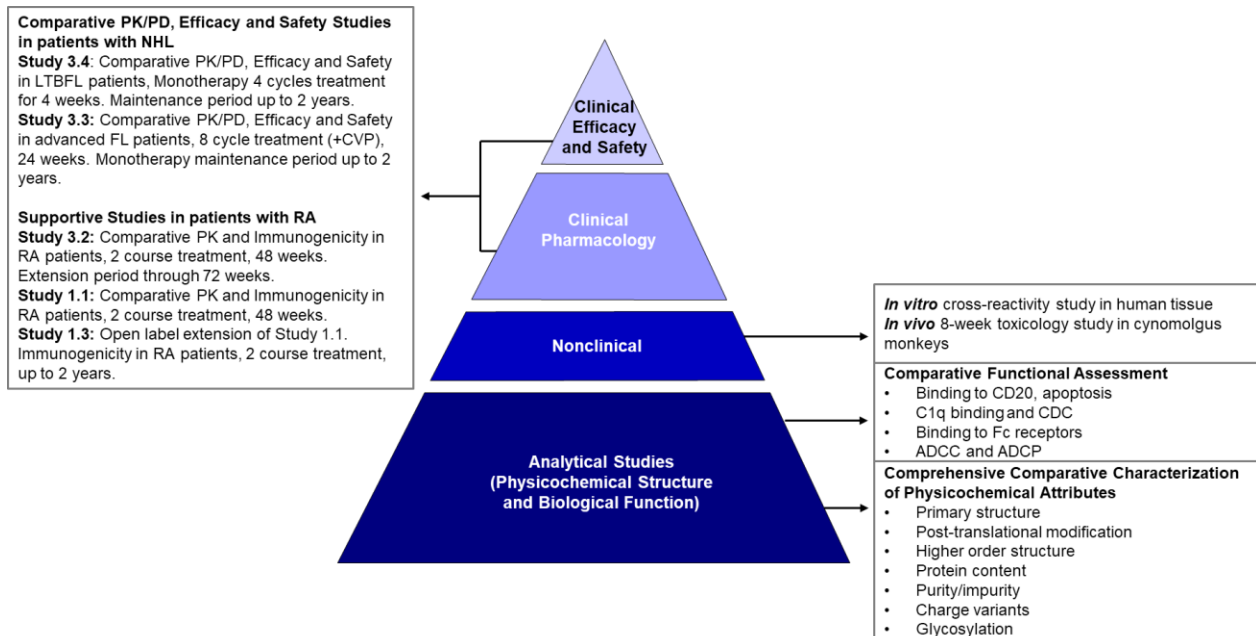 Comparative PK/PD, Efficacy and Safety Studies
in patients with NHL
Study 3.4: Comparative PK/PD, Efficacy and Safety
in LTBFL patients, Monotherapy 4 cycles treatment
for 4 weeks. Maintenance period up to 2 years.
Study 3.3: Comparative PK/PD, Efficacy and Safety
in advanced FL patients, 8 cycle treatment (+CVP),
24 weeks. Monotherapy maintenance period up to 2
years.
Supportive Studies in patients with RA
Study 3.2: Comparative PK and Immunogenicity in
RA patients, 2 course treatment, 48 weeks.
Extension period through 72 weeks.
Study 1.1: Comparative PK and Immunogenicity in
RA patients, 2 course treatment, 48 weeks.
Study 1.3: Open label extension of Study 1.1.
Immunogenicity in RA patients, 2 course treatment,
up to 2 years.
Clinical
Efficacy
and Safety
Clinical
Pharmacology
Nonclinical
Analytical Studies
(Physicochemical Structure
and Biological Function)
In vitro cross-reactivity study in human tissue
In vivo 8-week toxicology study in cynomolgus
monkeys
Comparative Functional Assessment
• Binding to CD20, apoptosis
• C1q binding and CDC
• Binding to Fc receptors
• ADCC and ADCP
Comprehensive Comparative Characterization
of Physicochemical Attributes
• Primary structure
• Post-translational modification
• Higher order structure
• Protein content
• Purity/impurity
• Charge variants
• Glycosylation